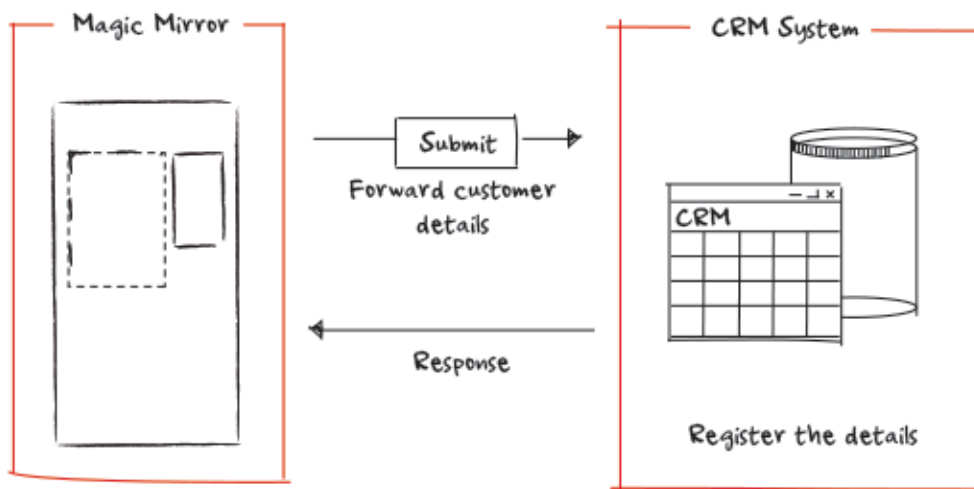 Magic Mirror
CRM System
Submit
Forward customer
details
CRM
Response
Register the details